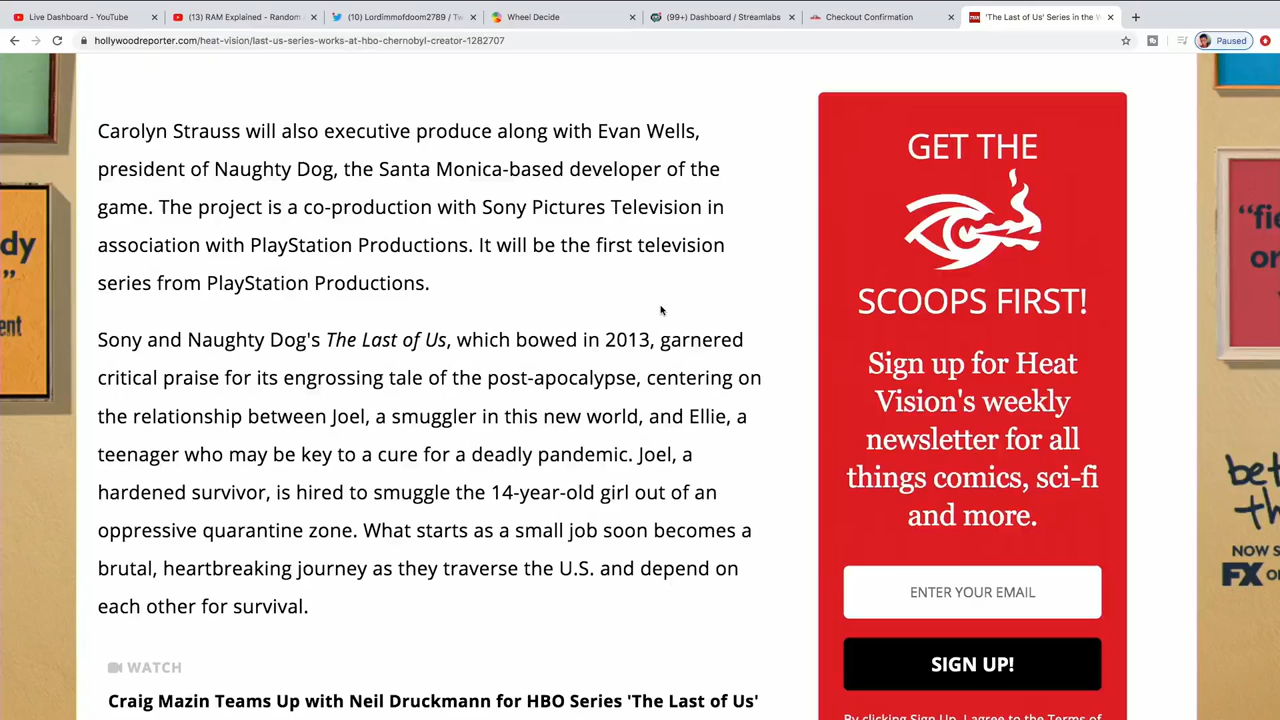 Live Dashboard - YouTube
(13) RAM Explained - Random
(10) Lordimmofdoom2789 / Tw
Wheel Decide
(99+) Dashboard / Streamlabs
Checkout Confirmation
'The Last of Us' Series in the W
hollywoodreporter.com/heat-vision/last-us-series-works-at-hbo-chernobyl-creator-1282707
Paused
Carolyn Strauss will also executive produce along with Evan Wells,
president of Naughty Dog, the Santa Monica-based developer of the
game. The project is a co-production with Sony Pictures Television in
association with PlayStation Productions. It will be the first television
series from PlayStation Productions.
Sony and Naughty Dog's The Last of Us, which bowed in 2013, garnered
critical praise for its engrossing tale of the post-apocalypse, centering on
the relationship between Joel, a smuggler in this new world, and Ellie, a
teenager who may be key to a cure for a deadly pandemic. Joel, a
hardened survivor, is hired to smuggle the 14-year-old girl out of an
oppressive quarantine zone. What starts as a small job soon becomes a
brutal, heartbreaking journey as they traverse the U.S. and depend on
each other for survival.
WATCH
Craig Mazin Teams Up with Neil Druckmann for HBO Series 'The Last of Us'
GET THE
SCOOPS FIRST!
Sign up for Heat
Vision's weekly
newsletter for all
things comics, sci-fi
and more.
ENTER YOUR EMAIL
SIGN UP!
By clicking Sign Up, I agree to the Terms of
NOW S
FX